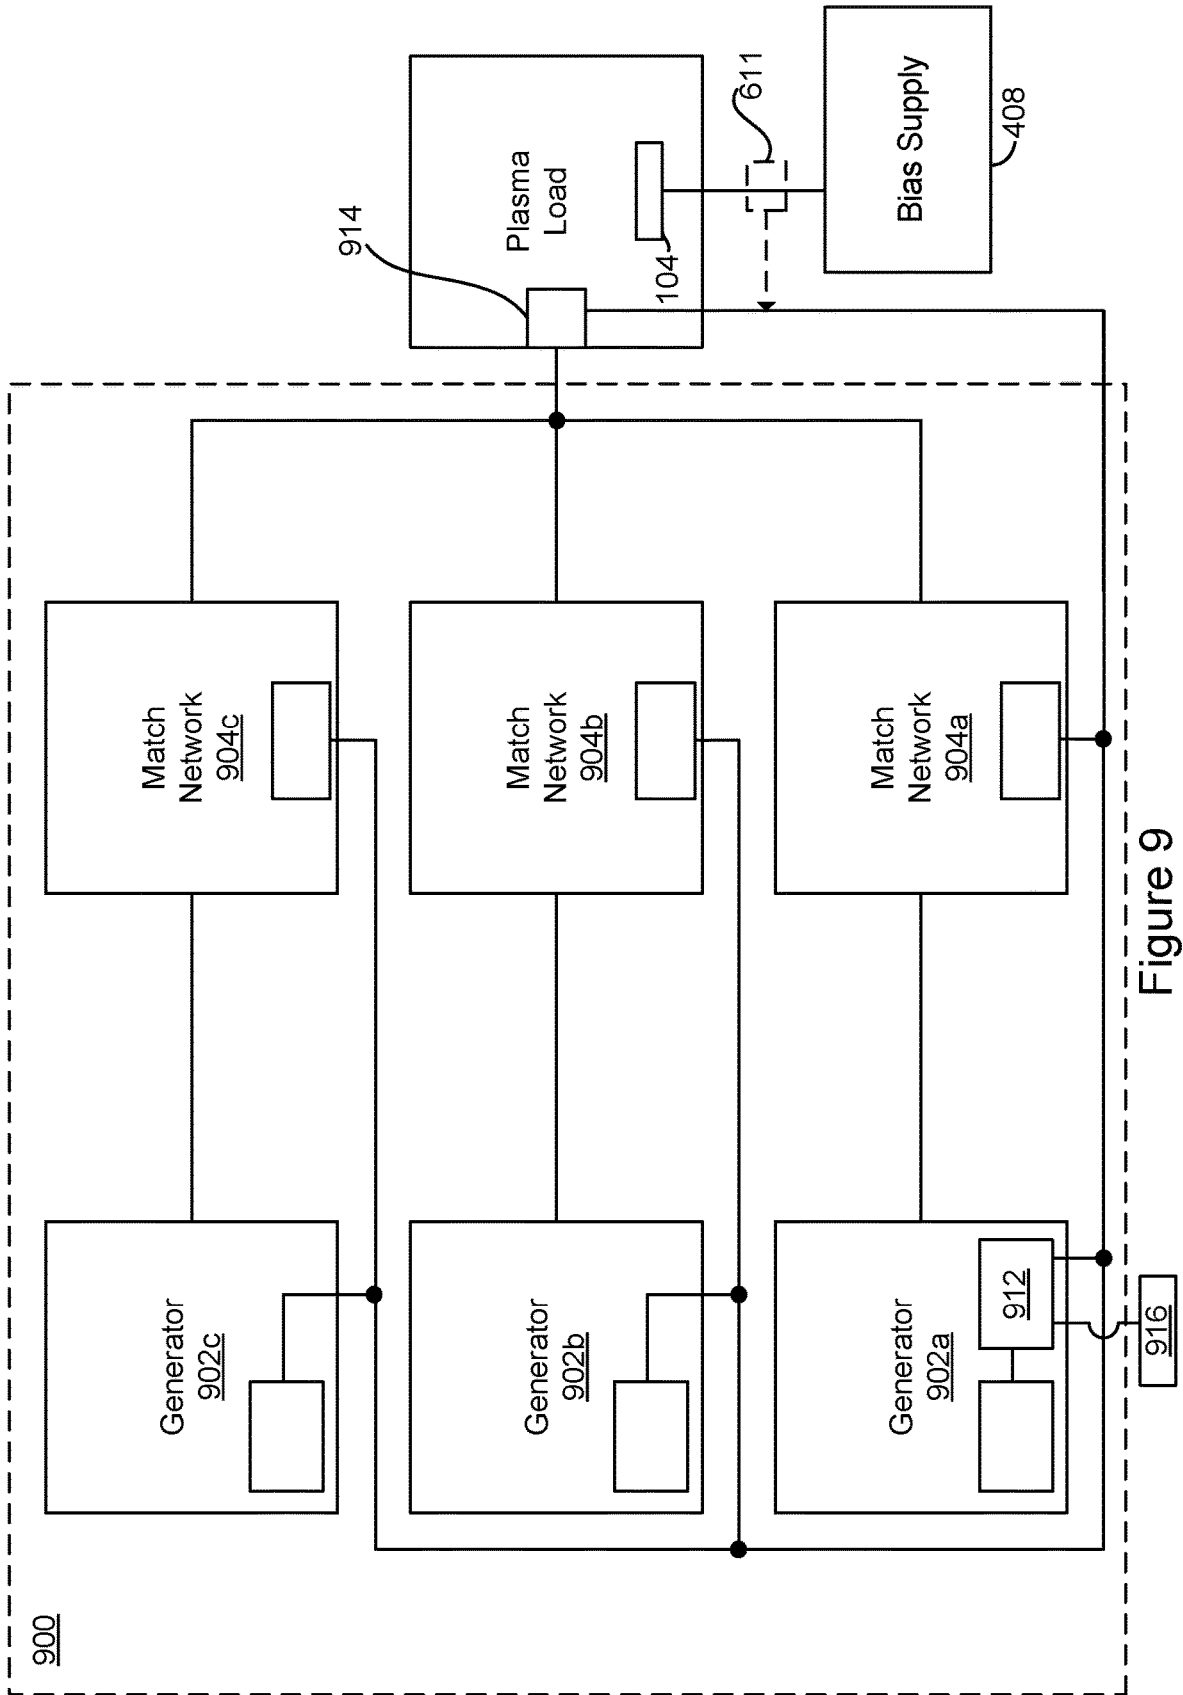 900
Generator
902c
Match
Network
904c
Generator
902b
Match
Network
904b
914
Plasma
Load
104
611
Generator
902a
912
Match
Network
904a
Bias Supply
408
916
Figure 9